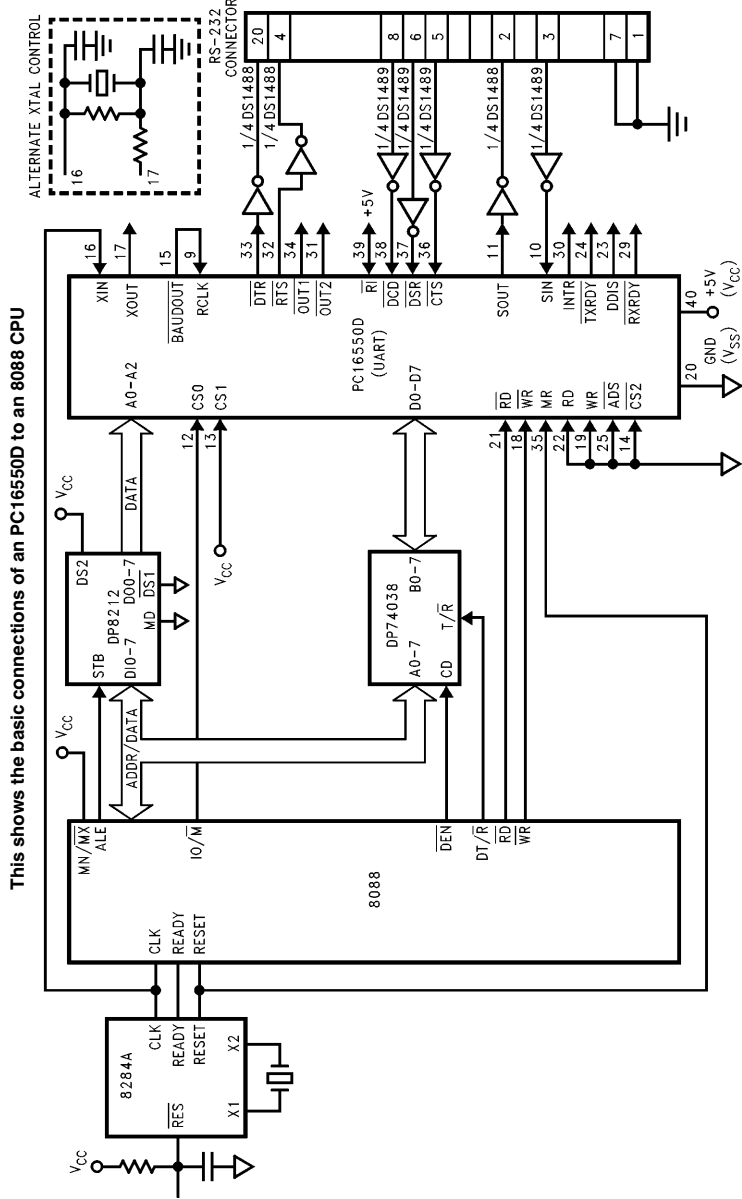 This shows the basic connections of an PC16550D to an 8088 CPU
ALTERNATE XTAL CONTROL
16
17
VCC
RES
8284A
X1
X2
CLK
READY
RESET
CLK
READY
RESET
8088
MN/MX
ALE
IO/M
DEN
DT/R
RD
WR
VCC
ADDR/DATA
STB
DI0-7
DP8212
DS2
DO0-7
MD
DS1
VCC
DATA
VCC
A0-7
CD
DP74038
B0-7
T/R
12
13
21
18
35
22
19
25
14
A0-A2
CS0
CS1
D0-D7
RD
WR
MR
RD
WR
ADS
CS2
PC16550D
(UART)
XIN
XOUT
BAUDOUT
RCLK
DTR
RTS
OUT1
OUT2
RI
DCD
DSR
CTS
SOUT
SIN
INTR
TXRDY
DDIS
RXRDY
16
17
15
9
33
32
34
31
39
+5V
38
37
36
11
10
30
24
23
29
20
GND
(VSS)
40
+5V
(VCC)
1/4 DS1488
1/4 DS1488
1/4 DS1489
1/4 DS1489
1/4 DS1489
1/4 DS1488
1/4 DS1489
RS-232
CONNECTOR
20
4
8
6
5
2
3
7
1